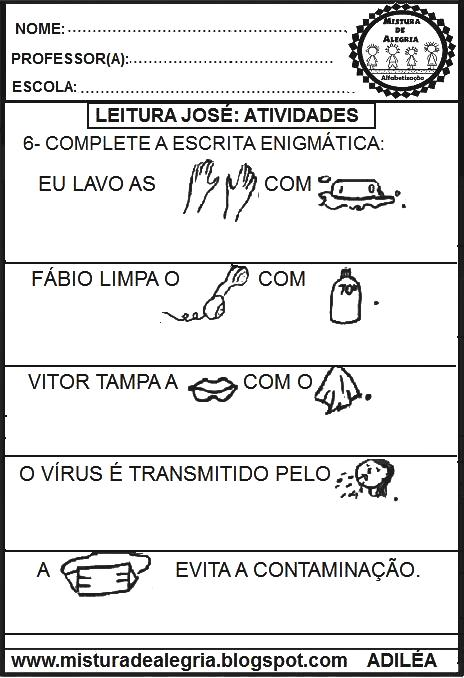 NOME:
PROFESSOR(A):
ESCOLA:
MISTURA
DE
ALEGRIA
Alfabetização
LEITURA JOSÉ: ATIVIDADES
6- COMPLETE A ESCRITA ENIGMÁTICA:
EU LAVO AS COM .
FÁBIO LIMPA O COM 70º .
VITOR TAMPA A COM O .
O VÍRUS É TRANSMITIDO PELO .
A EVITA A CONTAMINAÇÃO.
www.misturadealegria.blogspot.com ADILÉA